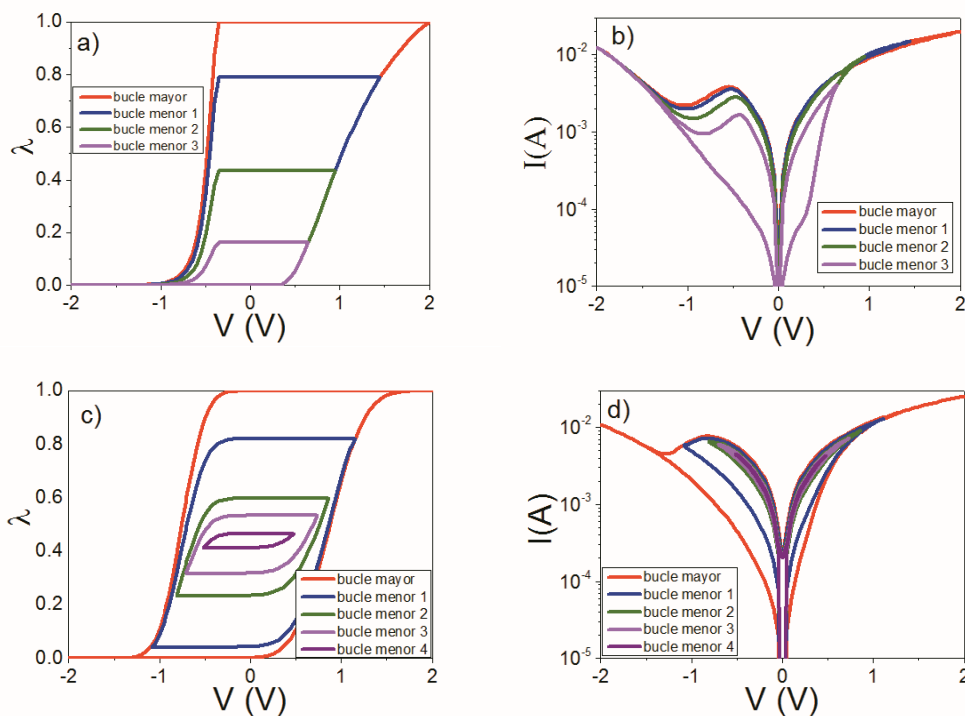 a)
λ
1.0
0.8
0.6
0.4
0.2
0.0
bucle mayor
bucle menor 1
bucle menor 2
bucle menor 3
-2 -1 0 1 2
V (V)
b)
I(A)
10⁻²
10⁻³
10⁻⁴
10⁻⁵
bucle mayor
bucle menor 1
bucle menor 2
bucle menor 3
-2 -1 0 1 2
V (V)
c)
λ
1.0
0.8
0.6
0.4
0.2
0.0
bucle mayor
bucle menor 1
bucle menor 2
bucle menor 3
bucle menor 4
-2 -1 0 1 2
V (V)
d)
I(A)
10⁻²
10⁻³
10⁻⁴
10⁻⁵
bucle mayor
bucle menor 1
bucle menor 2
bucle menor 3
bucle menor 4
-2 -1 0 1 2
V (V)